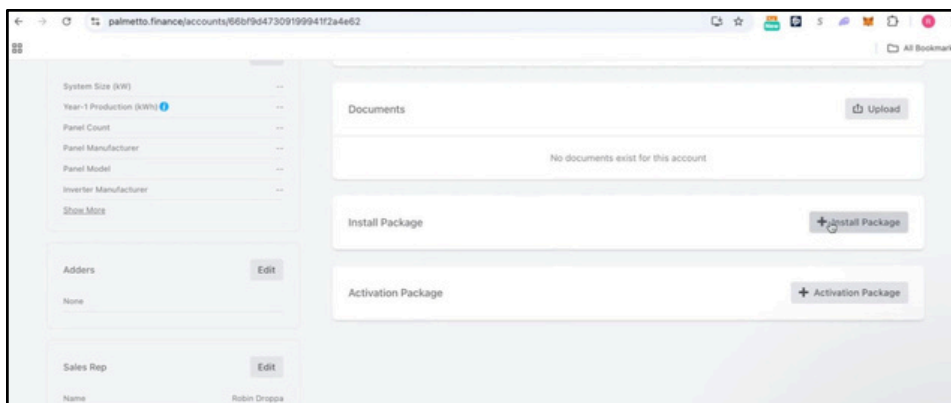 palmetto.finance/accounts/66bf9d47309199941f2a4e62
New
All Bookmark
System Size (kW) --
Year-1 Production (kWh) --
Panel Count --
Panel Manufacturer --
Panel Model --
Inverter Manufacturer --
Show More
Adders Edit
None
Sales Rep Edit
Name Robin Droppa
Documents Upload
No documents exist for this account
Install Package + Install Package
Activation Package + Activation Package